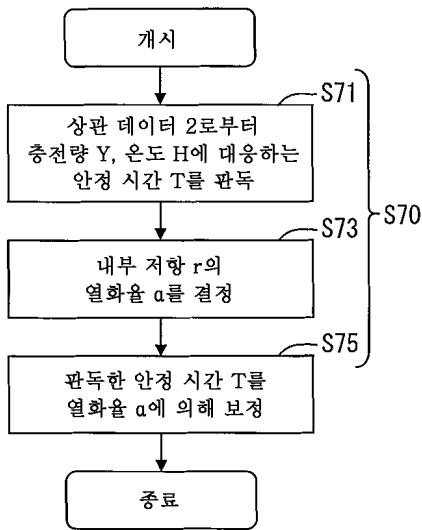 개시
S71
상관 데이터 2로부터
충전량 Y, 온도 H에 대응하는
안정 시간 T를 판독
S70
S73
내부 저항 r의
열화율 α를 결정
S75
판독한 안정 시간 T를
열화율 α에 의해 보정
종료